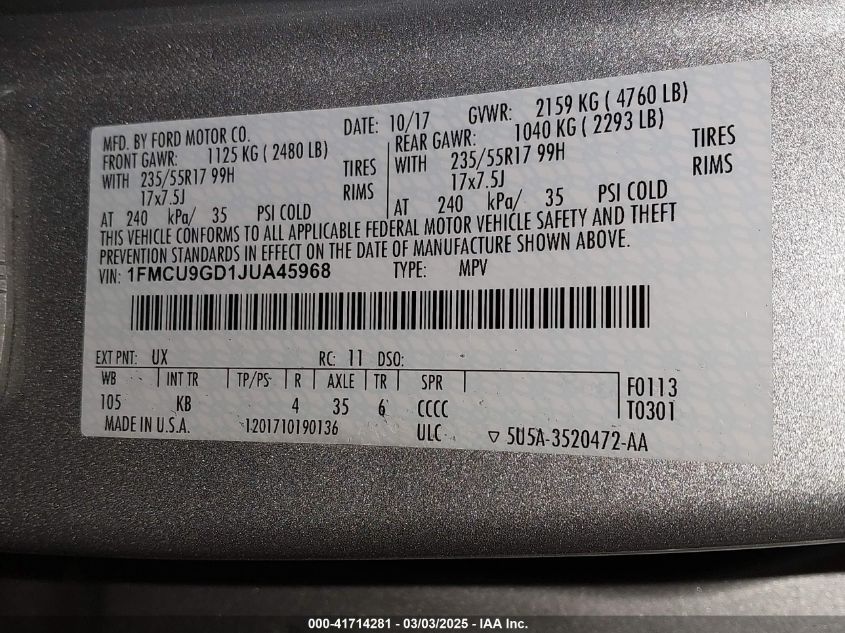 MFD. BY FORD MOTOR CO. DATE: 10/17 GVWR: 2159 KG ( 4760 LB)
FRONT GAWR: 1125 KG ( 2480 LB) REAR GAWR: 1040 KG ( 2293 LB)
WITH 235/55R17 99H TIRES WITH 235/55R17 99H TIRES
17x7.5J RIMS 17x7.5J RIMS
AT 240 kPa/ 35 PSI COLD AT 240 kPa/ 35 PSI COLD
THIS VEHICLE CONFORMS TO ALL APPLICABLE FEDERAL MOTOR VEHICLE SAFETY AND THEFT
PREVENTION STANDARDS IN EFFECT ON THE DATE OF MANUFACTURE SHOWN ABOVE.
VIN: 1FMCU9GD1JUA45968 TYPE: MPV
EXT PNT: UX RC: 11 DSO:
WB INT TR TP/PS R AXLE TR SPR F0113
105 KB 4 35 6 CCCC T0301
MADE IN U.S.A. 1201710190136 ULC ▽ 5U5A-3520472-AA
000-41714281 - 03/03/2025 - IAA Inc.